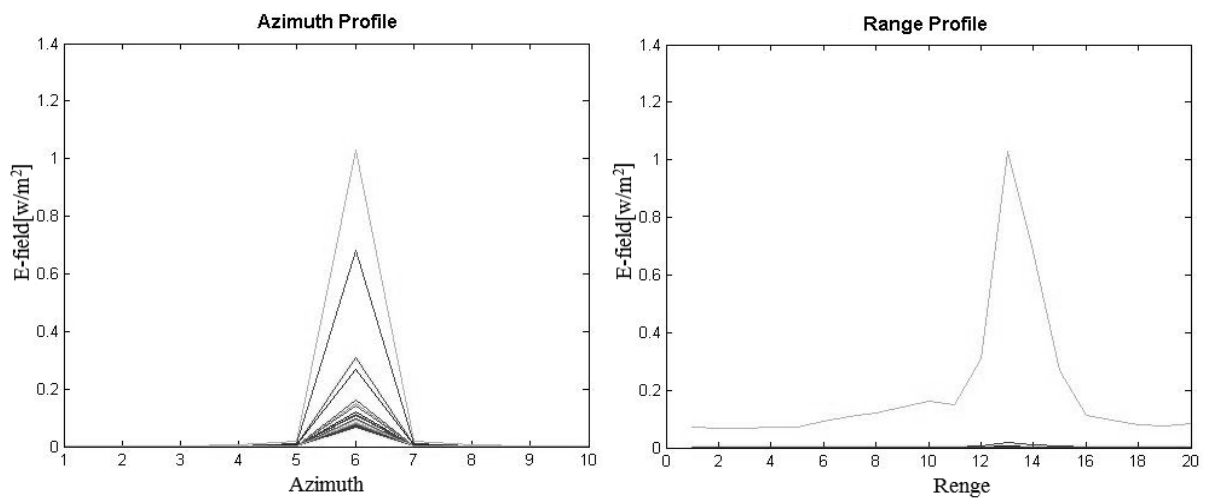 Azimuth Profile
1.4
1.2
1
0.8
0.6
0.4
0.2
0
E-field[w/m²]
1 2 3 4 5 6 7 8 9 10
Azimuth
Range Profile
1.4
1.2
1
0.8
0.6
0.4
0.2
0
E-field[w/m²]
0 2 4 6 8 10 12 14 16 18 20
Renge